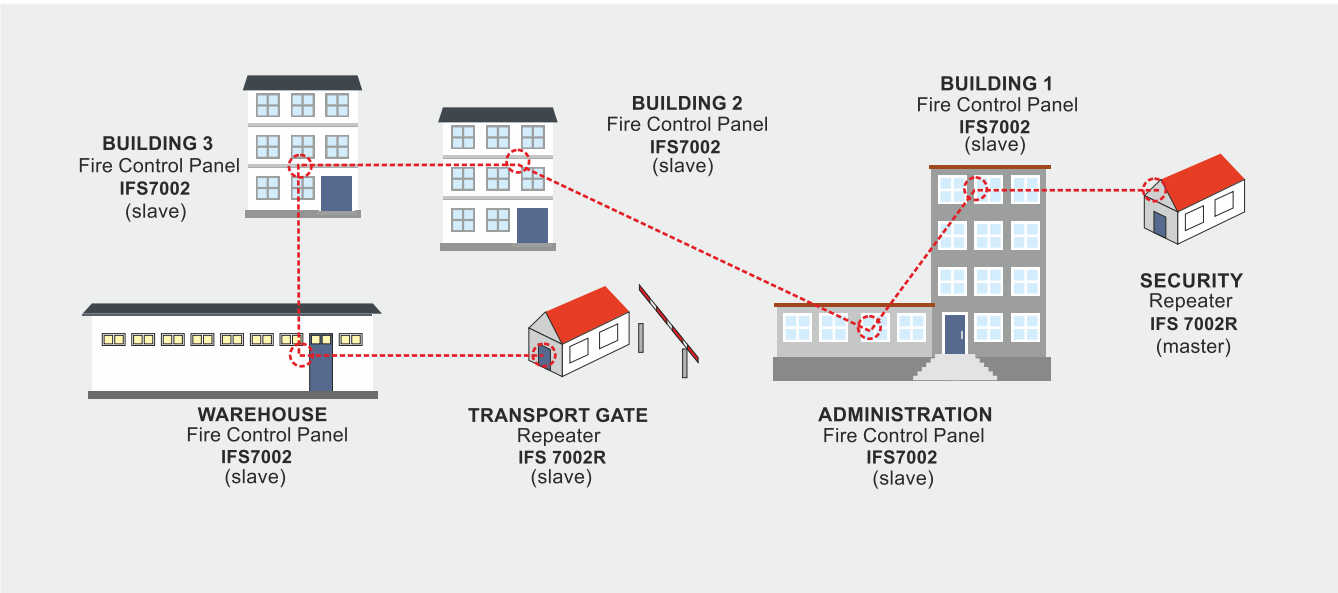 BUILDING 3
Fire Control Panel
IFS7002
(slave)
BUILDING 2
Fire Control Panel
IFS7002
(slave)
BUILDING 1
Fire Control Panel
IFS7002
(slave)
SECURITY
Repeater
IFS 7002R
(master)
WAREHOUSE
Fire Control Panel
IFS7002
(slave)
TRANSPORT GATE
Repeater
IFS 7002R
(slave)
ADMINISTRATION
Fire Control Panel
IFS7002
(slave)